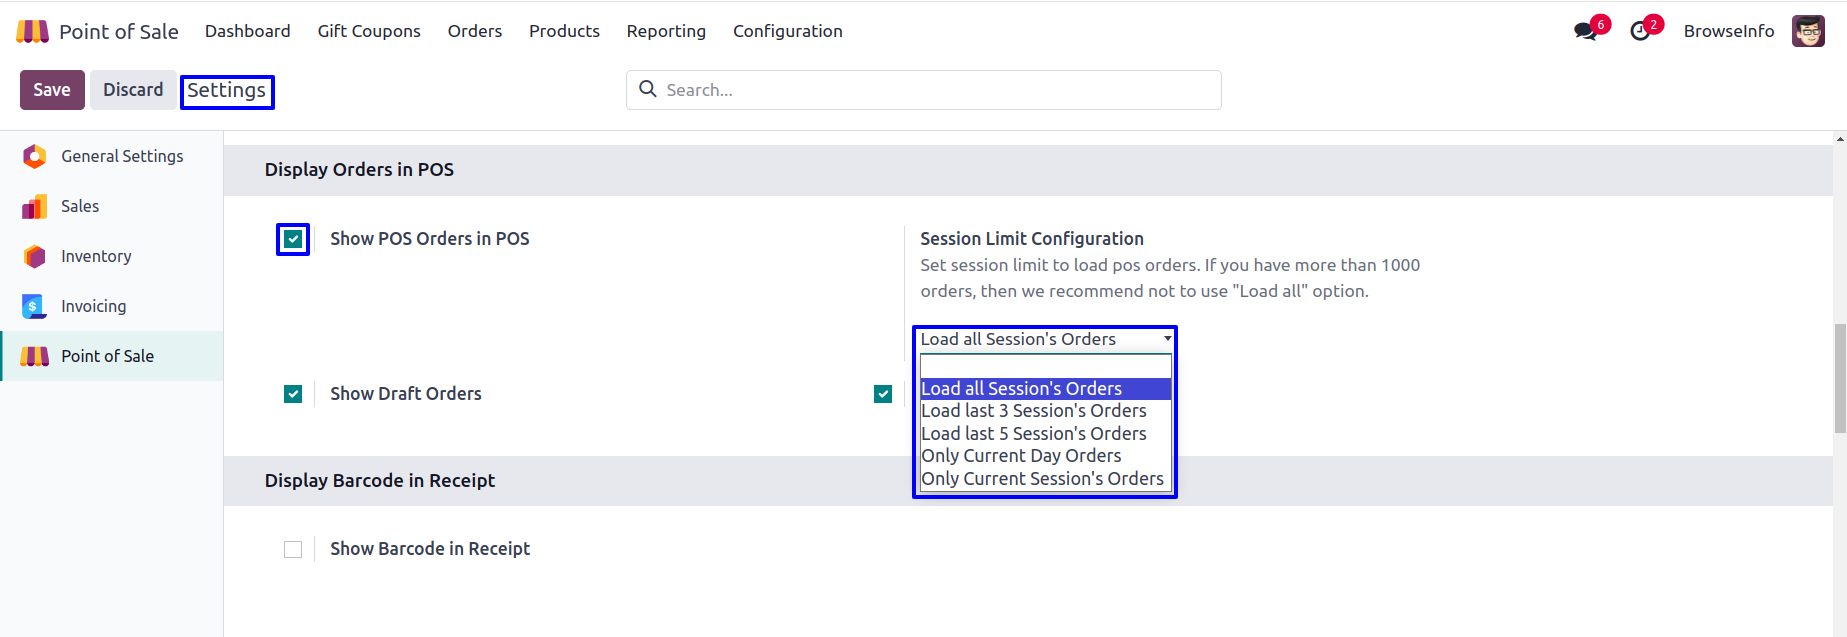 Point of Sale Dashboard Gift Coupons Orders Products Reporting Configuration 6 2 BrowseInfo
Save Discard Settings Search...
General Settings
Sales
Inventory
Invoicing
Point of Sale
Display Orders in POS
Show POS Orders in POS
Session Limit Configuration
Set session limit to load pos orders. If you have more than 1000
orders, then we recommend not to use "Load all" option.
Load all Session's Orders
Load all Session's Orders
Load last 3 Session's Orders
Load last 5 Session's Orders
Only Current Day Orders
Only Current Session's Orders
Show Draft Orders
Display Barcode in Receipt
Show Barcode in Receipt